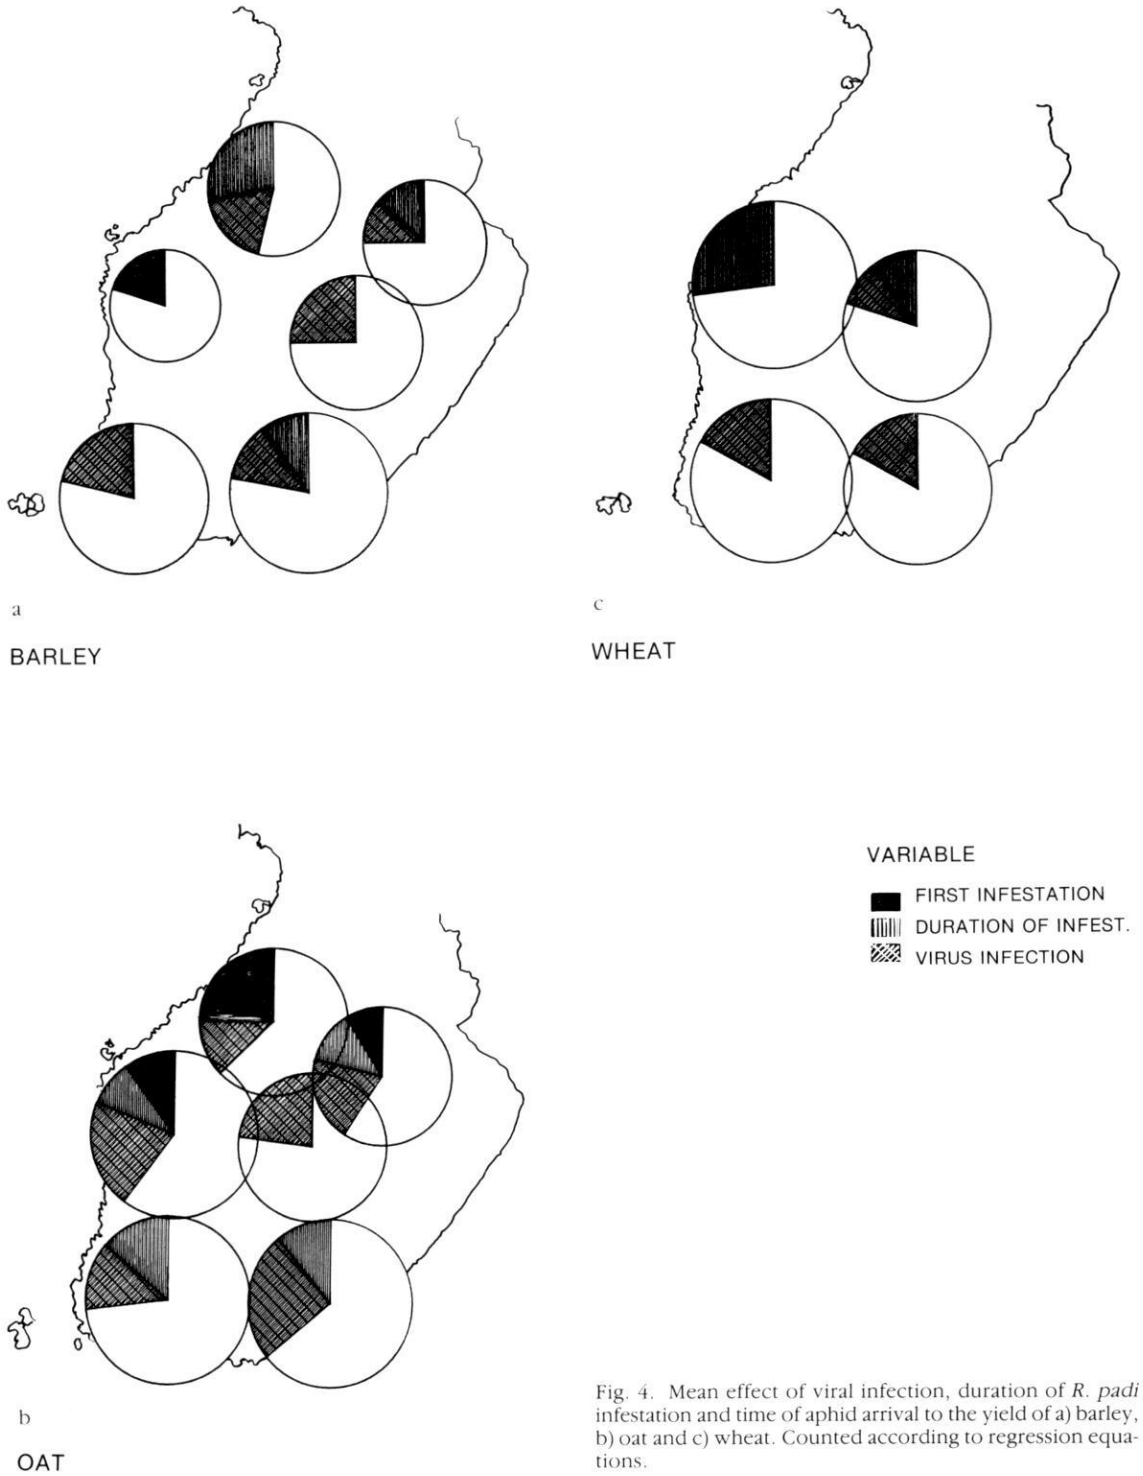 a
BARLEY
c
WHEAT
VARIABLE
FIRST INFESTATION
DURATION OF INFEST.
VIRUS INFECTION
b
OAT
Fig. 4. Mean effect of viral infection, duration of R. padi
infestation and time of aphid arrival to the yield of a) barley,
b) oat and c) wheat. Counted according to regression equa-
tions.